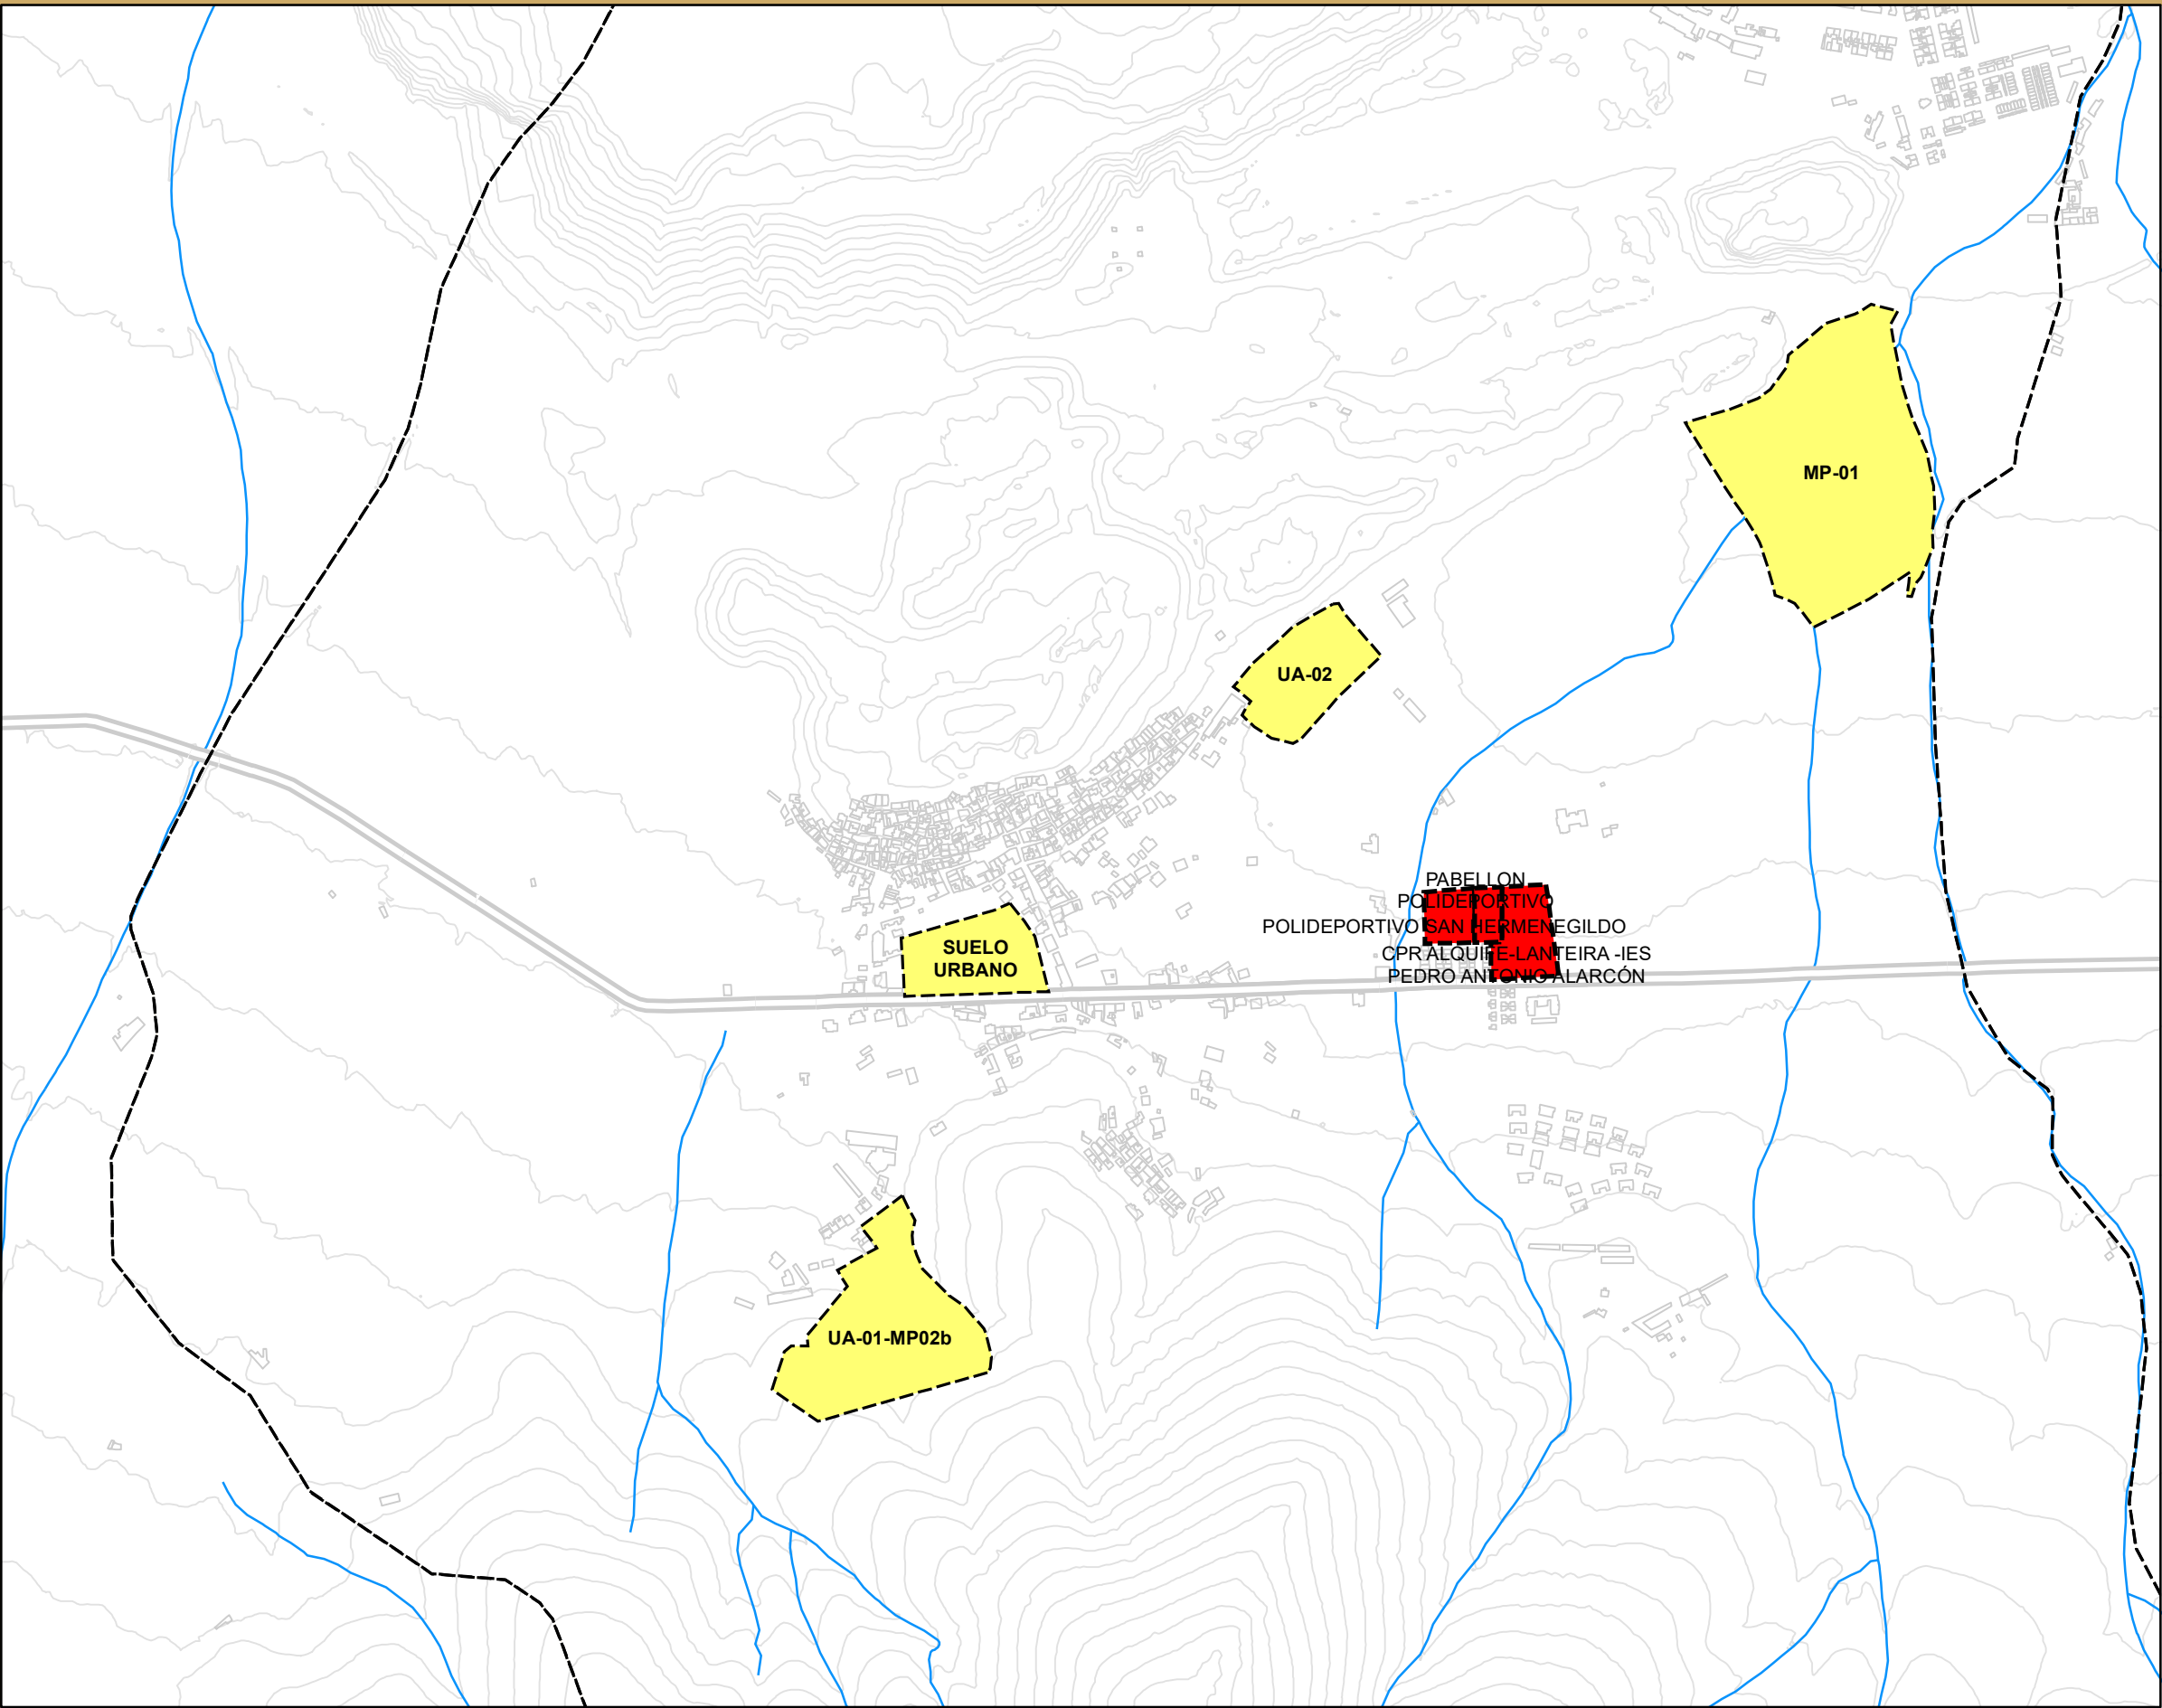 MP-01
UA-02
PABELLON
POLIDEPORTIVO
POLIDEPORTIVO SAN HERMENEGILDO
CPR ALQUIFE-LANTEIRA -IES
PEDRO ANTONIO ALARCÓN
SUELO
URBANO
UA-01-MP02b